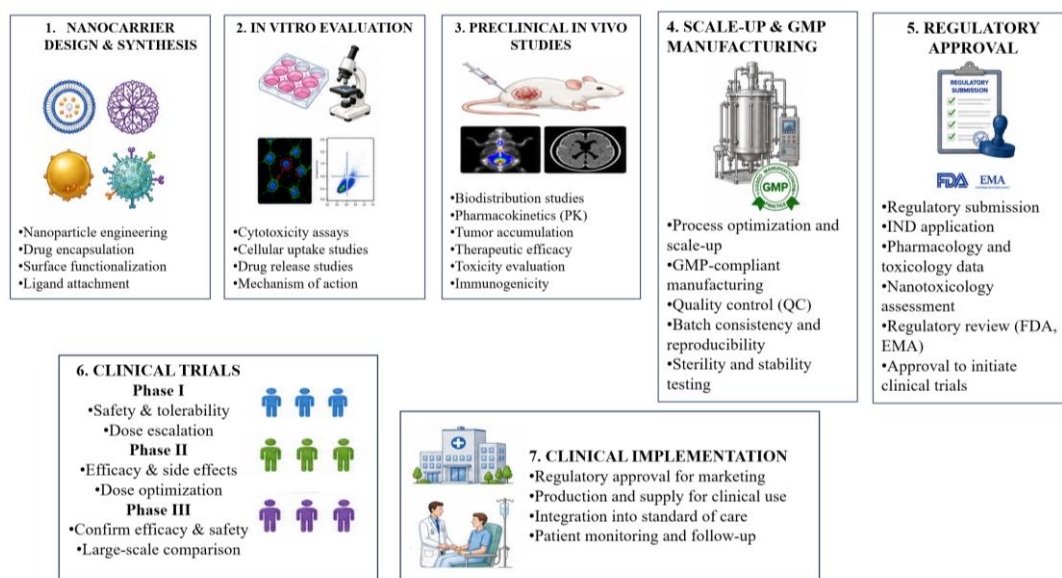 1. NANOCARRIER
DESIGN & SYNTHESIS
•Nanoparticle engineering
•Drug encapsulation
•Surface functionalization
•Ligand attachment
2. IN VITRO EVALUATION
•Cytotoxicity assays
•Cellular uptake studies
•Drug release studies
•Mechanism of action
3. PRECLINICAL IN VIVO
STUDIES
•Biodistribution studies
•Pharmacokinetics (PK)
•Tumor accumulation
•Therapeutic efficacy
•Toxicity evaluation
•Immunogenicity
4. SCALE-UP & GMP
MANUFACTURING
GMP
•Process optimization and
scale-up
•GMP-compliant
manufacturing
•Quality control (QC)
•Batch consistency and
reproducibility
•Sterility and stability
testing
5. REGULATORY
APPROVAL
REGULATORY
SUBMISSION
FDA
EMA
•Regulatory submission
•IND application
•Pharmacology and
toxicology data
•Nanotoxicology
assessment
•Regulatory review (FDA,
EMA)
•Approval to initiate
clinical trials
6. CLINICAL TRIALS
Phase I
•Safety & tolerability
•Dose escalation
Phase II
•Efficacy & side effects
•Dose optimization
Phase III
•Confirm efficacy & safety
•Large-scale comparison
7. CLINICAL IMPLEMENTATION
•Regulatory approval for marketing
•Production and supply for clinical use
•Integration into standard of care
•Patient monitoring and follow-up